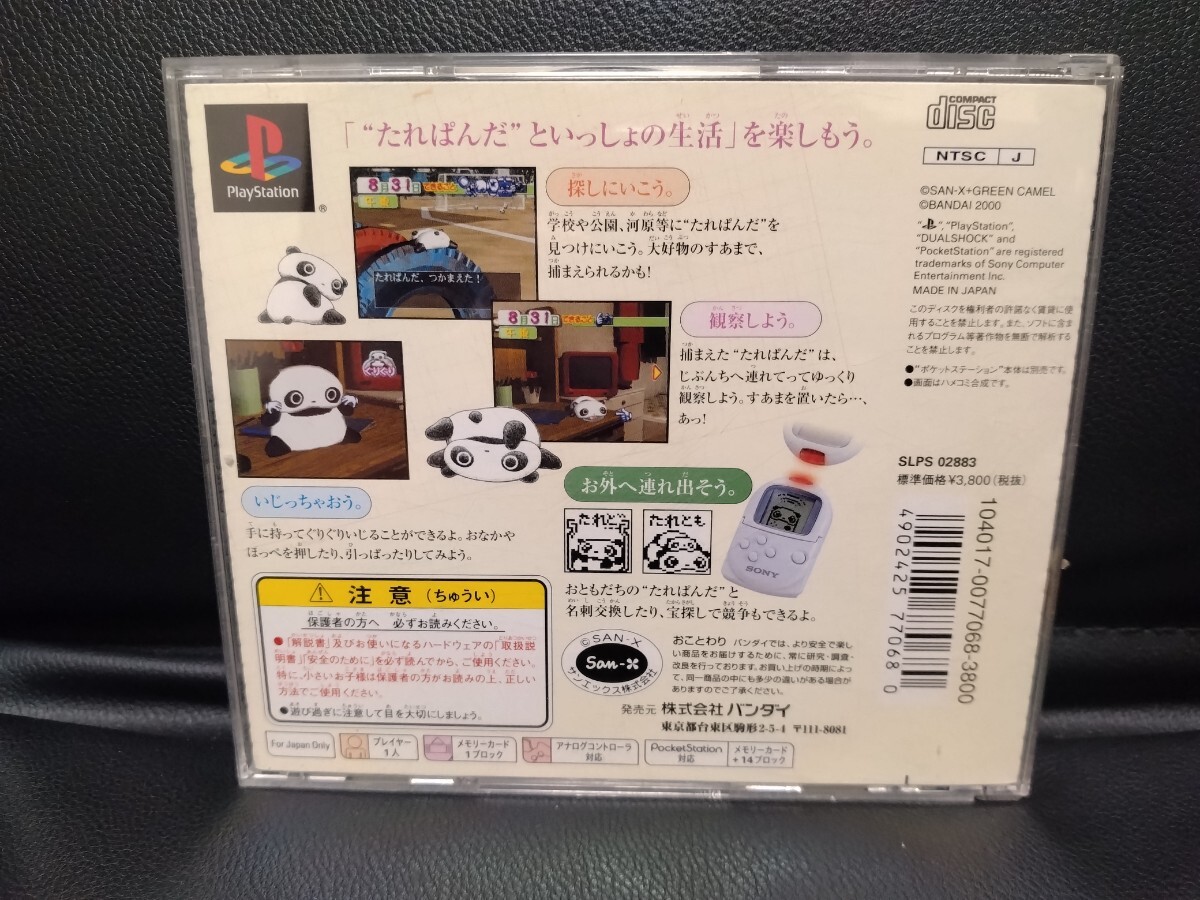 PlayStation
®
「“たれぱんだ”といっしょの生活」を楽しもう。
8月31日
午後
たれぱんだ、つかまえた!
探しにいこう。
学校や公園、河原等に“たれぱんだ”を
見つけにいこう。大好物のすあまで、
捕まえられるかも!
8月31日
午後
観察しよう。
捕まえた“たれぱんだ”は、
じぶんちへ連れてってゆっくり
観察しよう。すあまを置いたら…、
あっ!
ぐりぐり
いじっちゃおう。
手に持ってぐりぐりいじることができるよ。おなかや
ほっぺを押したり、引っぱったりしてみよう。
お外へ連れ出そう。
たれとも
SONY
おともだちの“たれぱんだ”と
名刺交換したり、宝探しで競争もできるよ。
COMPACT
disc
NTSC J
©SAN-X+GREEN CAMEL
©BANDAI 2000
“ ”, “PlayStation”,
“DUALSHOCK” and
“PocketStation” are registered
trademarks of Sony Computer
Entertainment Inc.
MADE IN JAPAN
このディスクを権利者の許諾なく賃貸に使
用することを禁止します。また、ソフトに含ま
れるプログラム等著作物を無断で解析する
ことを禁止します。
●“ポケットステーション”本体は別売です。
●画面はハメコミ合成です。
SLPS 02883
標準価格¥3,800(税抜)
104017-0077068-3800
4902425 770680
注意(ちゅうい)
保護者の方へ 必ずお読みください。
●「解説書」及びお使いになるハードウェアの「取扱説
明書」「安全のために」を必ず読んでから、ご使用ください。
特に、小さいお子様は保護者の方がお読みの上、正しい
方法でご使用ください。
●遊び過ぎに注意して目を大切にしましょう。
©SAN-X
San-X
サンエックス株式会社
おことわり バンダイでは、より安全で楽し
い商品をお届けするために、常に研究・調査・
改良を行っております。お買い上げの時期によっ
て、同一商品の中にも多少の違いがある場合が
ありますのでご了承ください。
発売元 株式会社 バンダイ
東京都台東区駒形2-5-4 〒111-8081
For Japan Only
プレイヤー
1人
メモリーカード
1ブロック
アナログコントローラ
対応
PocketStation
対応
メモリーカード
+14ブロック